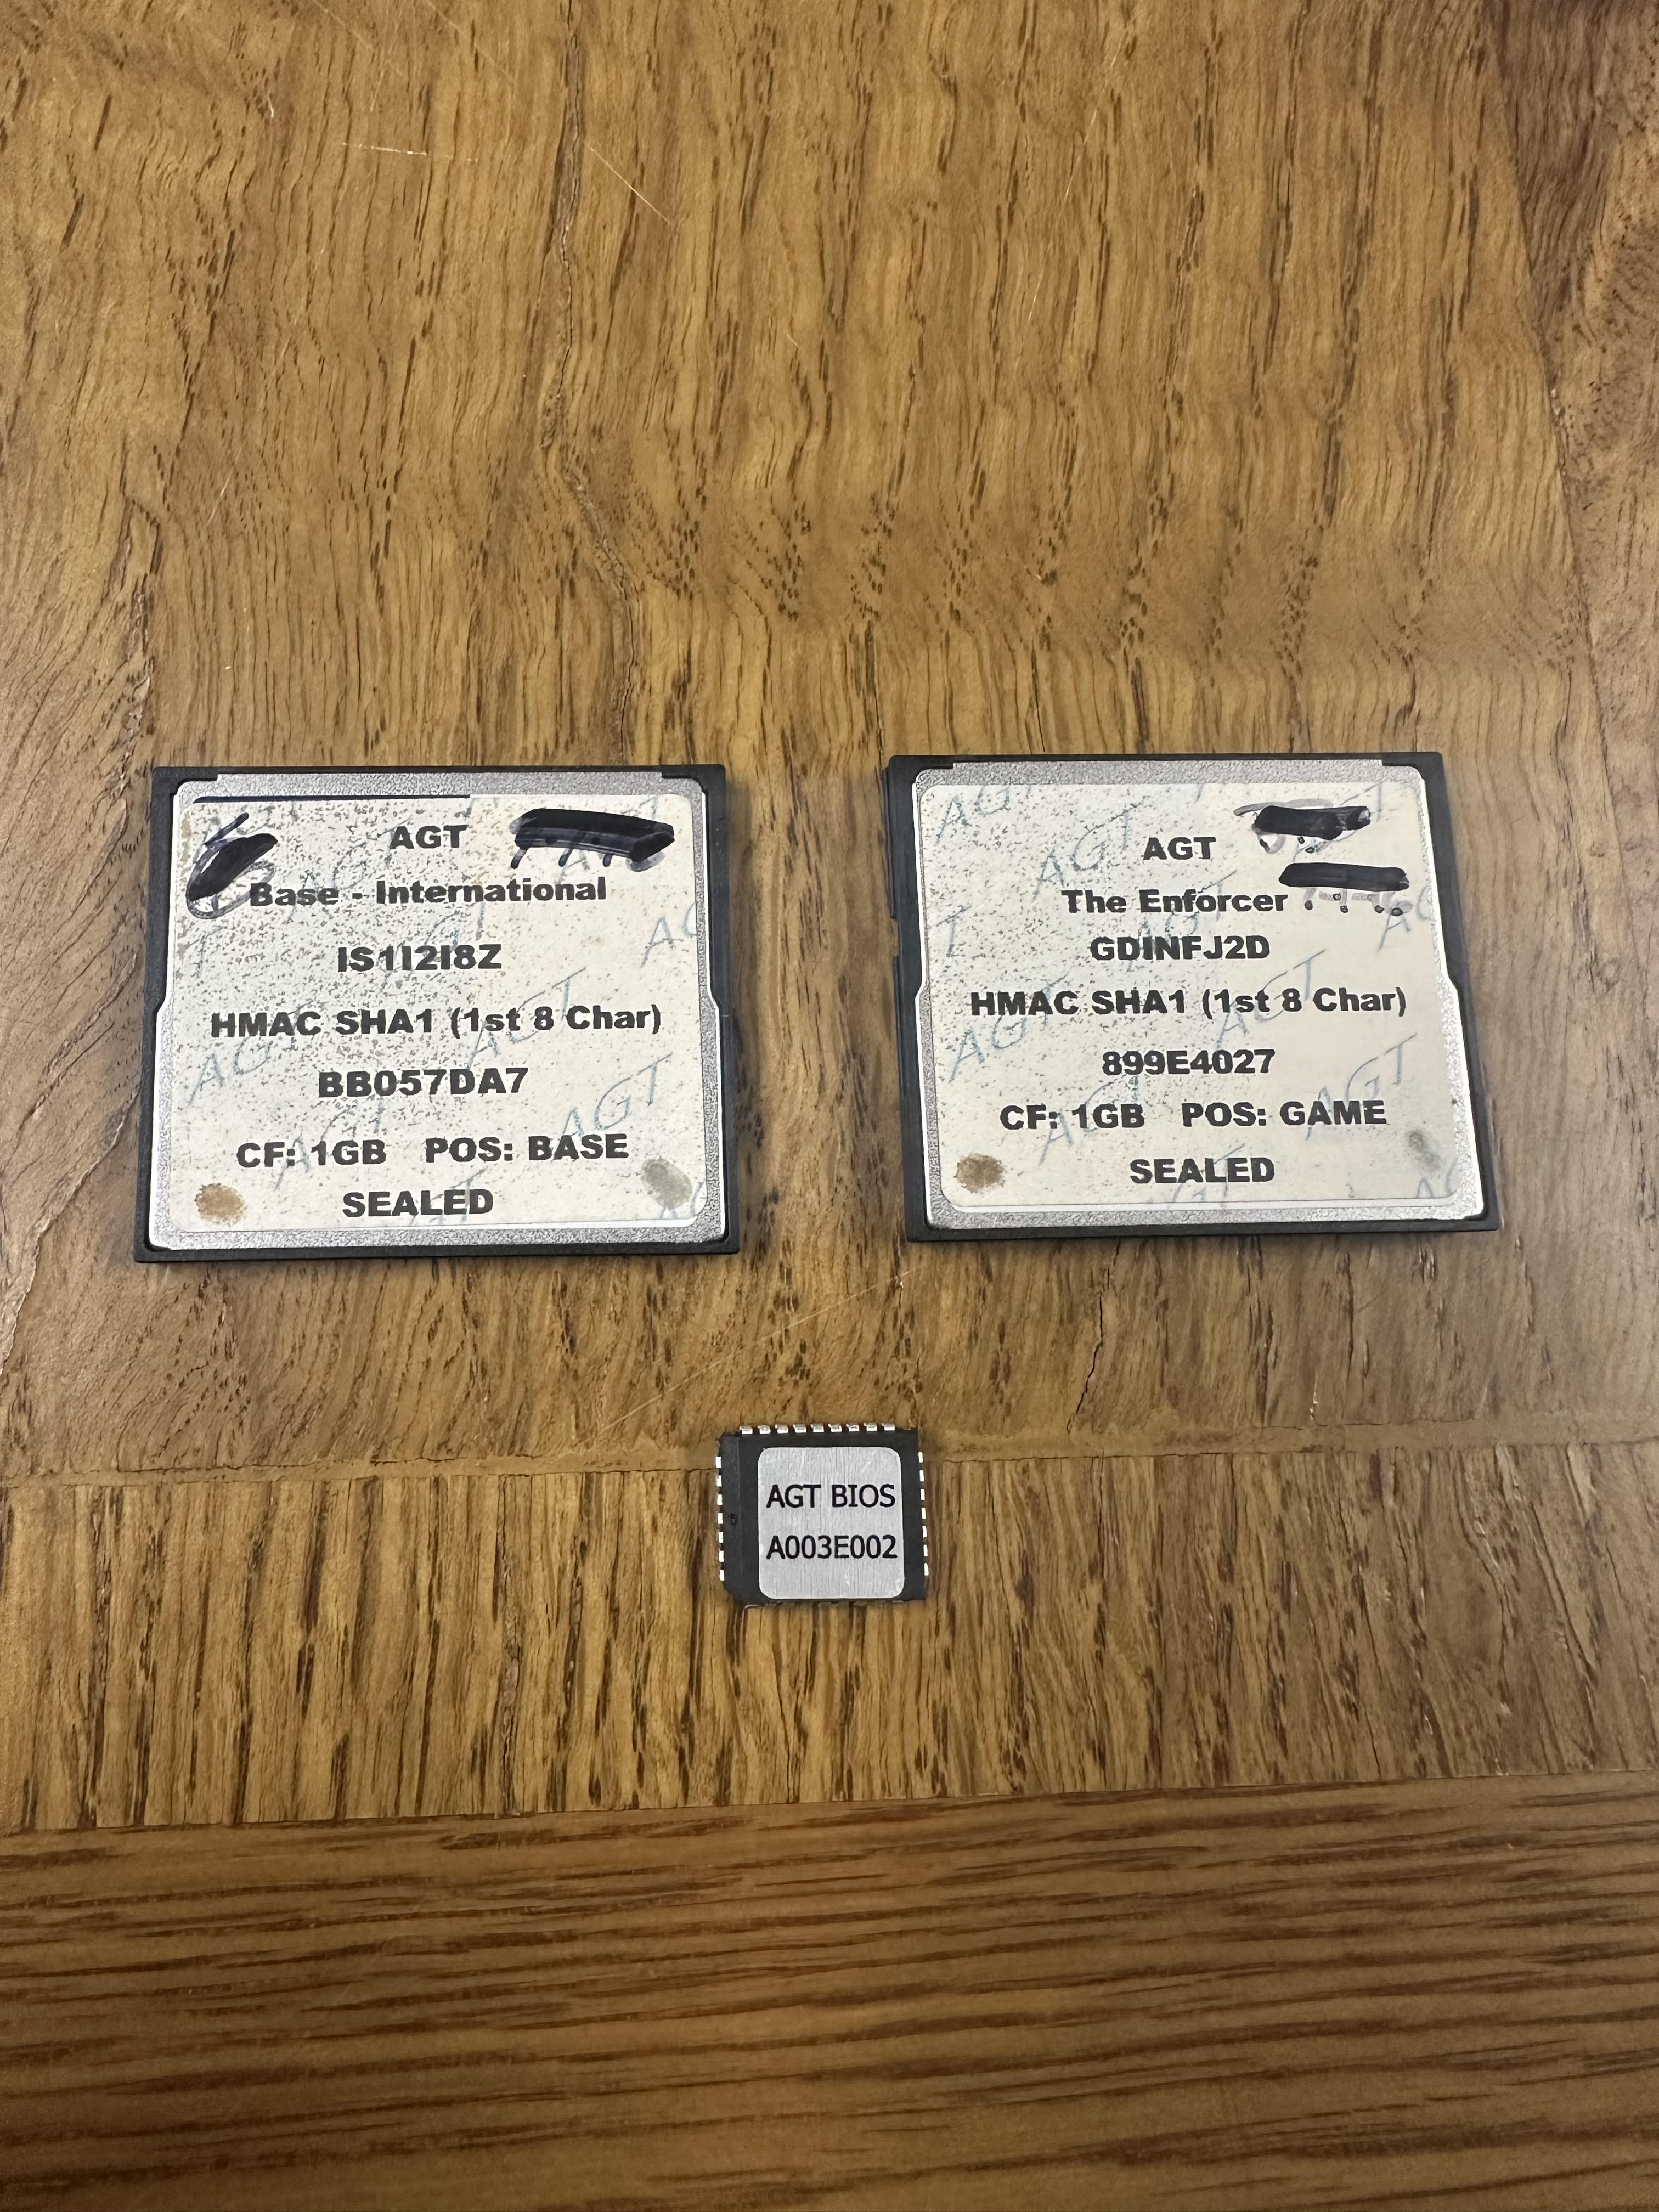 AGT
Base - International
IS1I2I8Z
HMAC SHA1 (1st 8 Char)
BB057DA7
CF: 1GB POS: BASE
SEALED
AGT
The Enforcer
GDINFJ2D
HMAC SHA1 (1st 8 Char)
899E4027
CF: 1GB POS: GAME
SEALED
AGT BIOS
A003E002